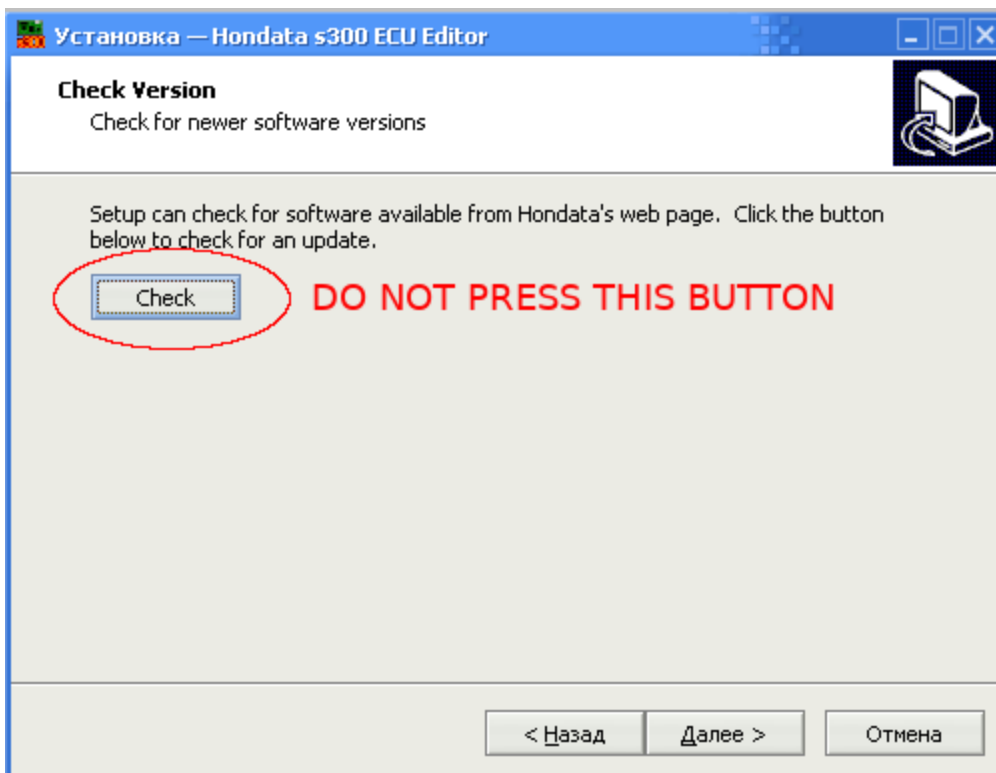 Установка — Hondata s300 ECU Editor
Check Version
Check for newer software versions
Setup can check for software available from Hondata's web page. Click the button
below to check for an update.
Check DO NOT PRESS THIS BUTTON
< Назад Далее > Отмена